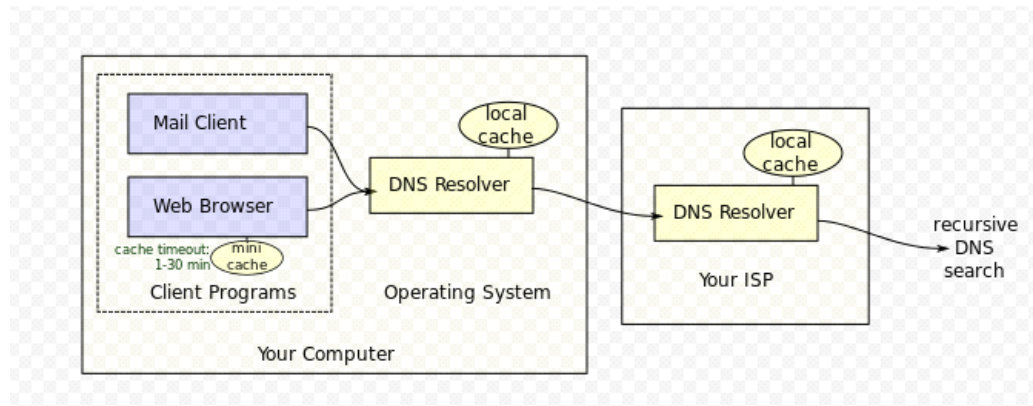 Mail Client
Web Browser
cache timeout:
1-30 min
mini
cache
Client Programs
local
cache
DNS Resolver
Operating System
Your Computer
local
cache
DNS Resolver
Your ISP
recursive
DNS
search